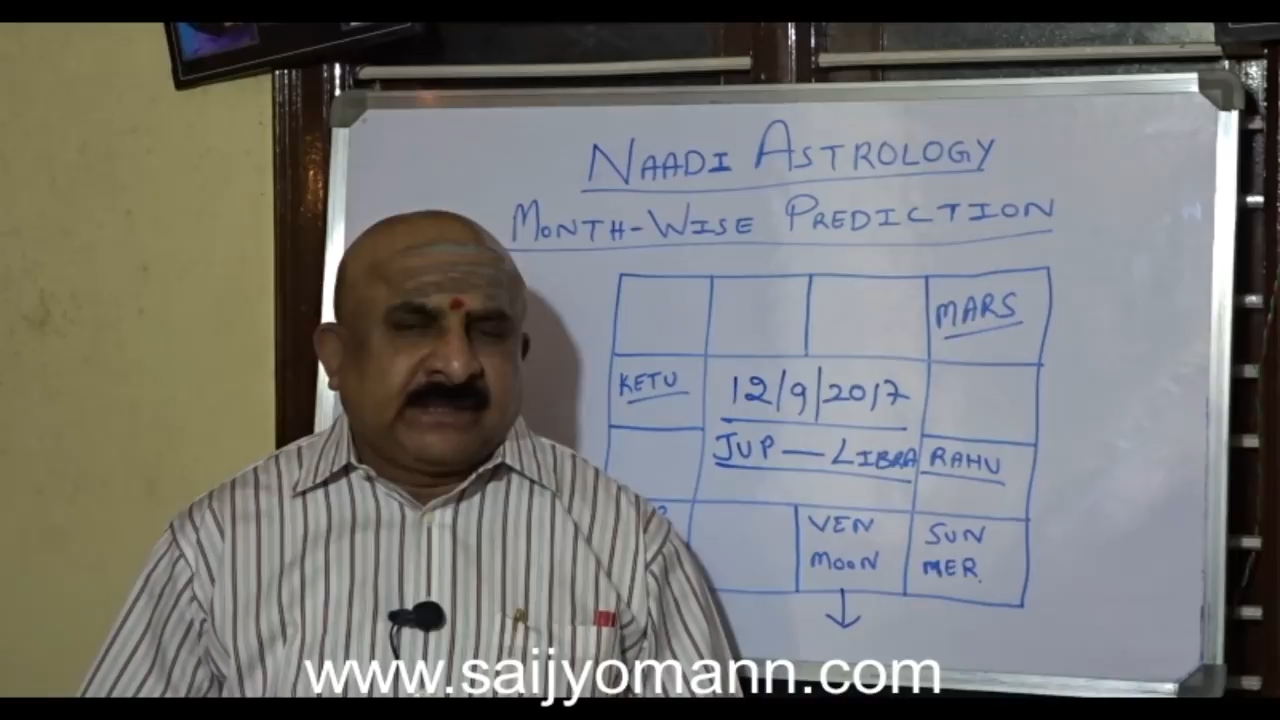 NAADI ASTROLOGY
MONTH-WISE PREDICTION
MARS
KETU
12/9/2017
JUP — LIBRA
RAHU
VEN
MOON
SUN
MER.
www.saijyomann.com